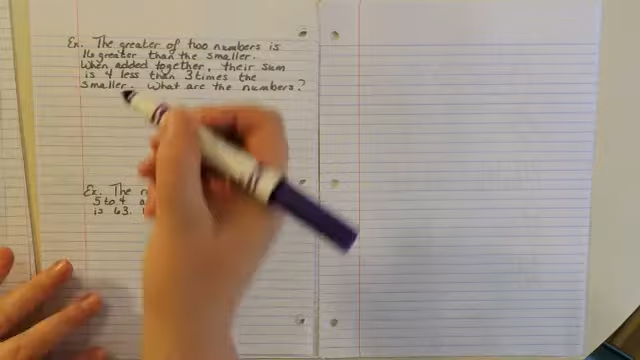 Ex. The greater of two numbers is
16 greater than the smaller.
When added together, their sum
is 4 less than 3 times the
smaller. What are the numbers?
Ex. The
5 to 4
is 63.